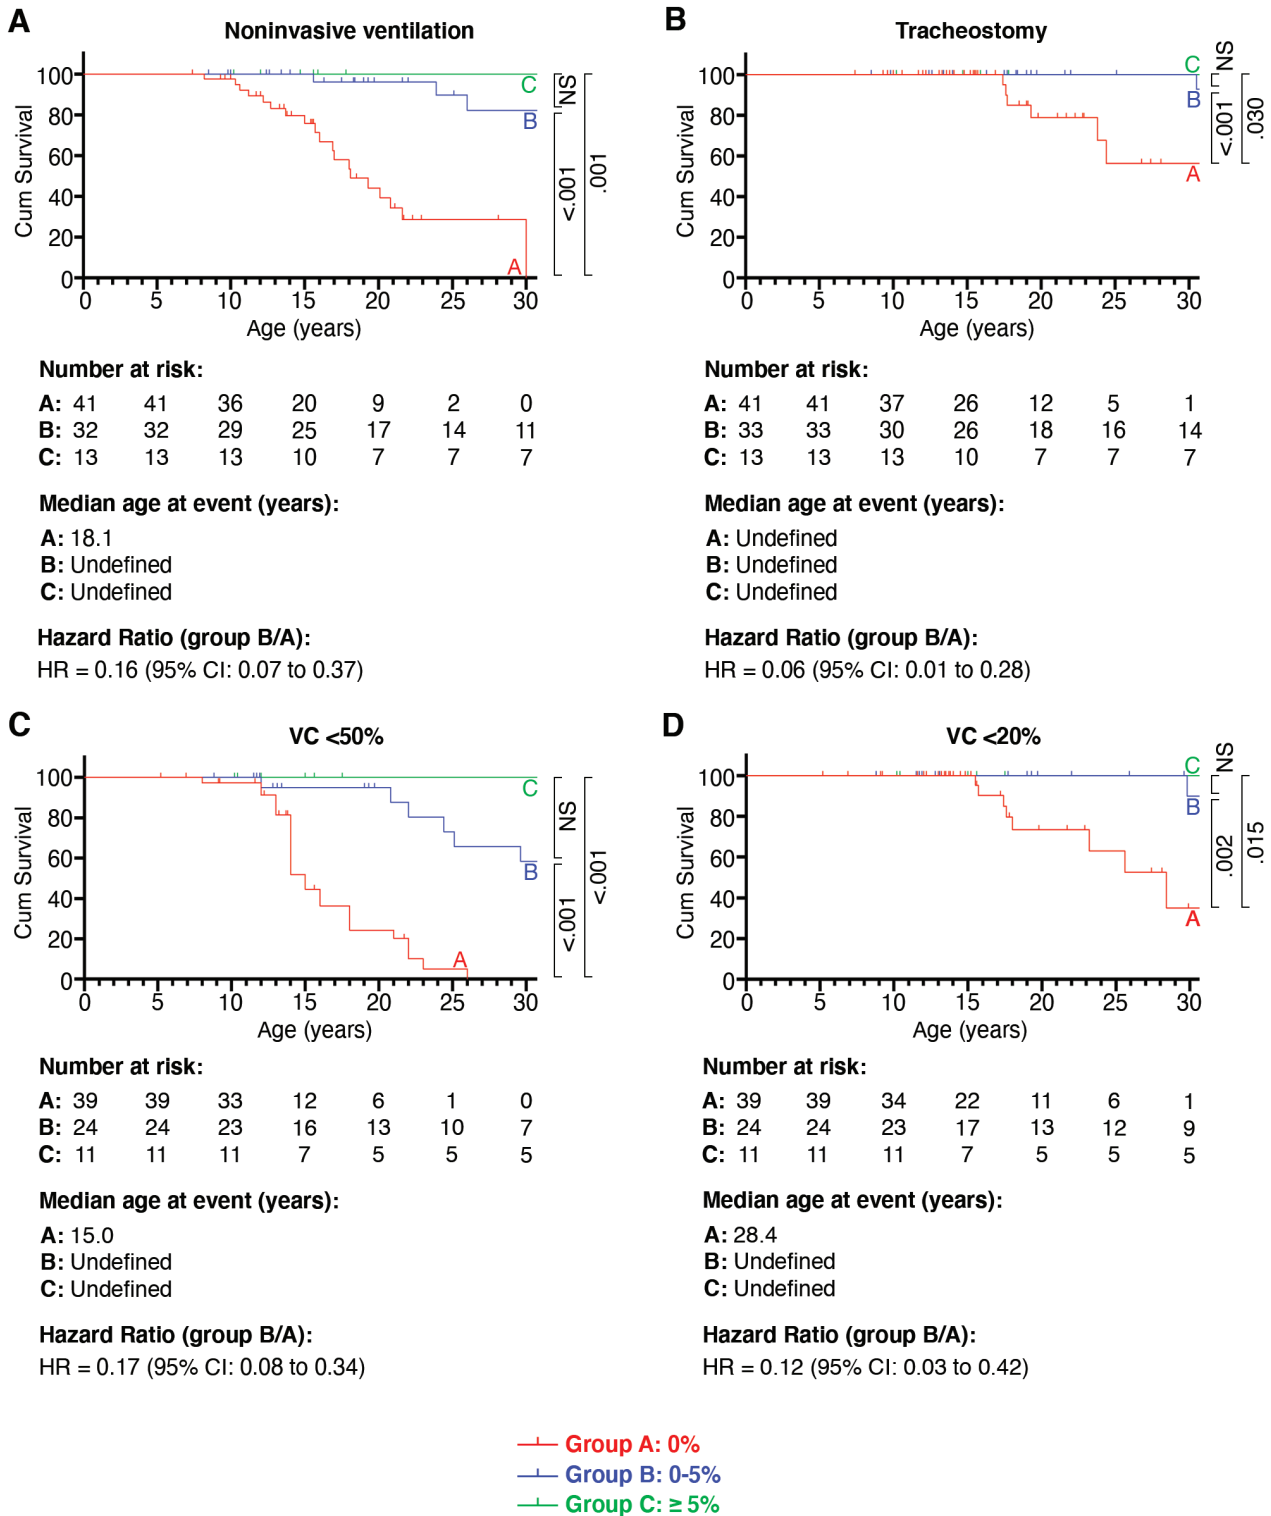 A
Noninvasive ventilation
Cum Survival
100
80
60
40
20
0
C
B
A
NS
<.001
.001
0 5 10 15 20 25 30
Age (years)
Number at risk:
A: 41 41 36 20 9 2 0
B: 32 32 29 25 17 14 11
C: 13 13 13 10 7 7 7
Median age at event (years):
A: 18.1
B: Undefined
C: Undefined
Hazard Ratio (group B/A):
HR = 0.16 (95% CI: 0.07 to 0.37)
B
Tracheostomy
Cum Survival
100
80
60
40
20
0
C
B
A
NS
<.001
.030
0 5 10 15 20 25 30
Age (years)
Number at risk:
A: 41 41 37 26 12 5 1
B: 33 33 30 26 18 16 14
C: 13 13 13 10 7 7 7
Median age at event (years):
A: Undefined
B: Undefined
C: Undefined
Hazard Ratio (group B/A):
HR = 0.06 (95% CI: 0.01 to 0.28)
C
VC <50%
Cum Survival
100
80
60
40
20
0
C
B
A
NS
<.001
<.001
0 5 10 15 20 25 30
Age (years)
Number at risk:
A: 39 39 33 12 6 1 0
B: 24 24 23 16 13 10 7
C: 11 11 11 7 5 5 5
Median age at event (years):
A: 15.0
B: Undefined
C: Undefined
Hazard Ratio (group B/A):
HR = 0.17 (95% CI: 0.08 to 0.34)
D
VC <20%
Cum Survival
100
80
60
40
20
0
C
B
A
NS
.002
.015
0 5 10 15 20 25 30
Age (years)
Number at risk:
A: 39 39 34 22 11 6 1
B: 24 24 23 17 13 12 9
C: 11 11 11 7 5 5 5
Median age at event (years):
A: 28.4
B: Undefined
C: Undefined
Hazard Ratio (group B/A):
HR = 0.12 (95% CI: 0.03 to 0.42)
Group A: 0%
Group B: 0-5%
Group C: ≥ 5%